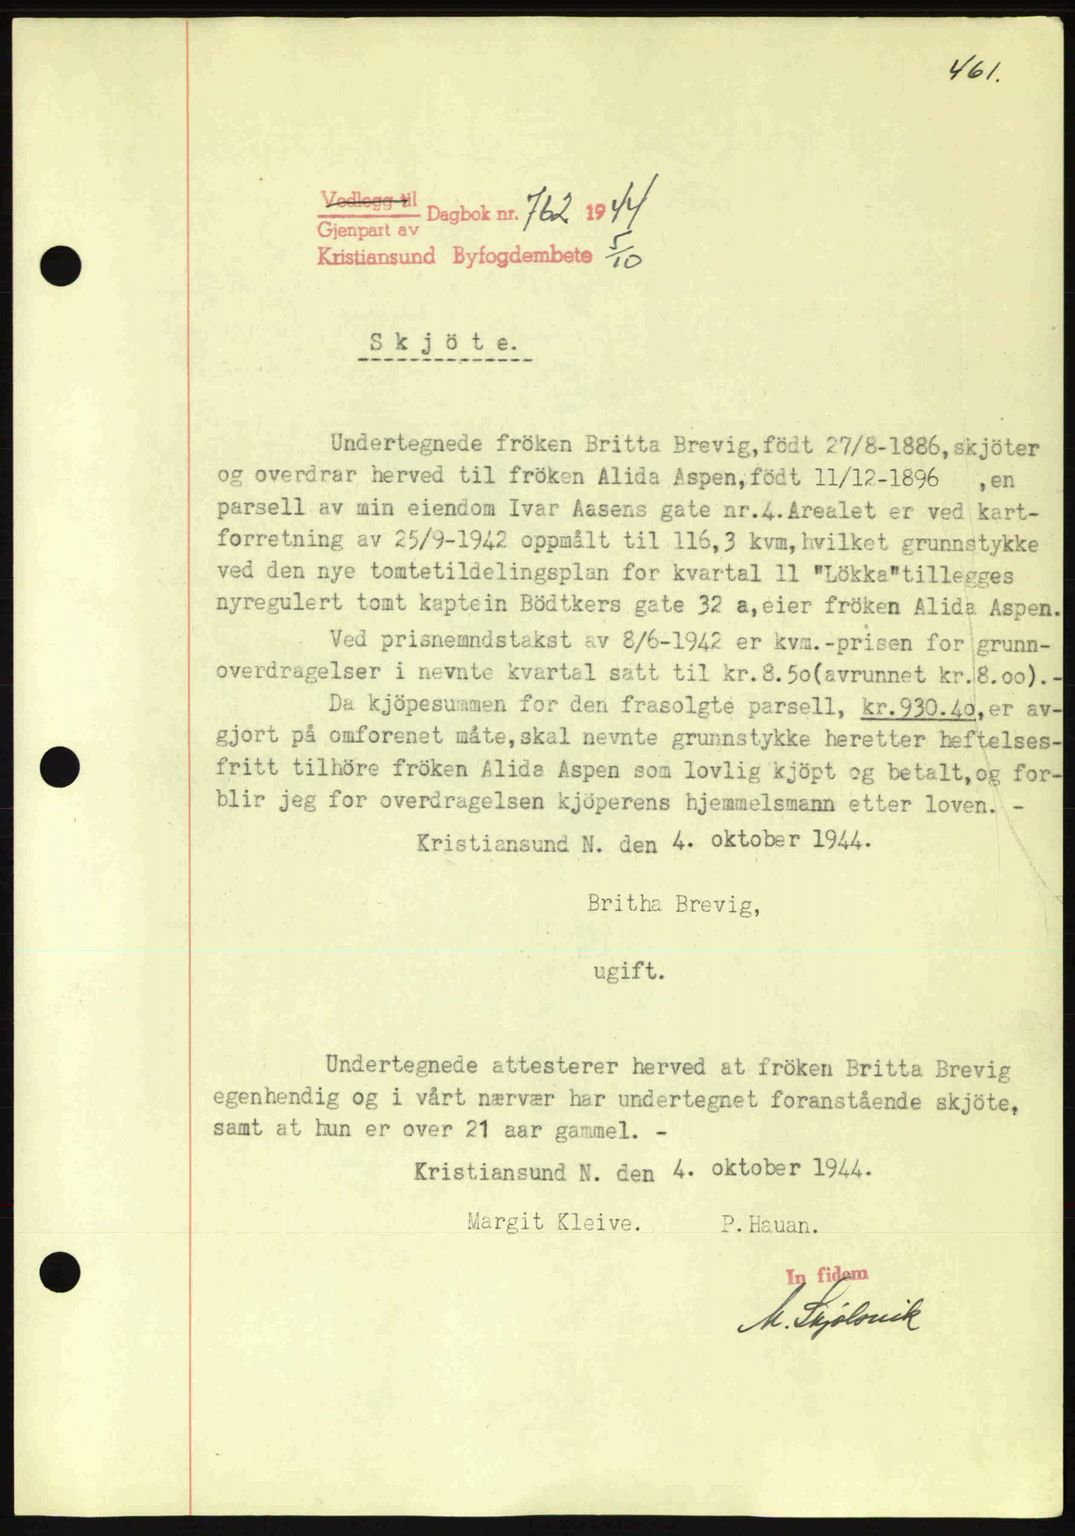 461.
Vedlegg til
Gjenpart av
Dagbok nr. 762 1944
Kristiansund Byfogdembete 5/10
Skjöte.
Undertegnede fröken Britta Brevig,födt 27/8-1886,skjöter
og overdrar herved til fröken Alida Aspen,födt 11/12-1896 ,en
parsell av min eiendom Ivar Aasens gate nr.4.Arealet er ved kart-
forretning av 25/9-1942 oppmålt til 116,3 kvm,hvilket grunnstykke
ved den nye tomtetildelingsplan for kvartal 11 "Lökka"tillegges
nyregulert tomt kaptein Bödtkers gate 32 a,eier fröken Alida Aspen.
Ved prisnemndstakst av 8/6-1942 er kvm.-prisen for grunn-
overdragelser i nevnte kvartal satt til kr.8.5o(avrunnet kr.8.oo).-
Da kjöpesummen for den frasolgte parsell, kr.930.4o,er av-
gjort på omforenet måte,skal nevnte grunnstykke heretter heftelses-
fritt tilhöre fröken Alida Aspen som lovlig kjöpt og betalt,og for-
blir jeg for overdragelsen kjöperens hjemmelsmann etter loven. -
Kristiansund N. den 4. oktober 1944.
Britha Brevig,
ugift.
Undertegnede attesterer herved at fröken Britta Brevig
egenhendig og i vårt nærvær har undertegnet foranstående skjöte,
samt at hun er over 21 aar gammel. -
Kristiansund N. den 4. oktober 1944.
Margit Kleive. P. Hauan.
In fidem
M. Skjølsvik